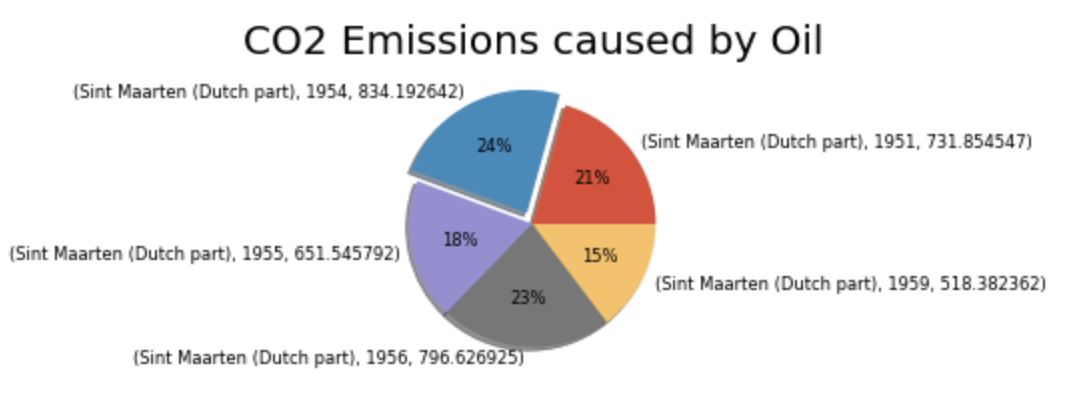 CO2 Emissions caused by Oil
(Sint Maarten (Dutch part), 1954, 834.192642)
24%
(Sint Maarten (Dutch part), 1951, 731.854547)
21%
18%
(Sint Maarten (Dutch part), 1955, 651.545792)
15%
(Sint Maarten (Dutch part), 1959, 518.382362)
23%
(Sint Maarten (Dutch part), 1956, 796.626925)